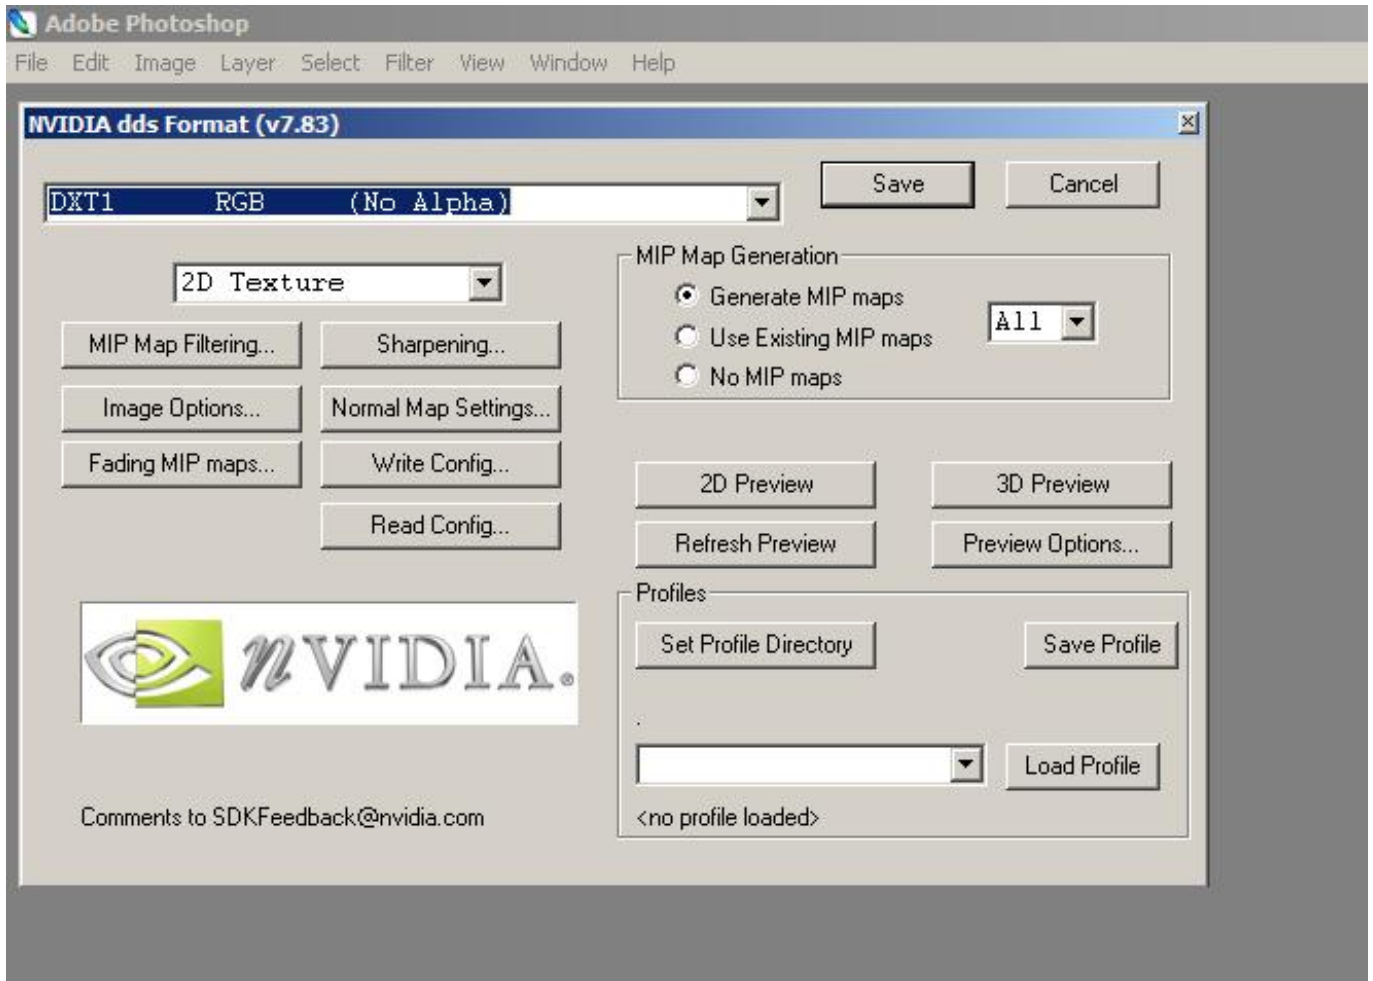 Adobe Photoshop
File Edit Image Layer Select Filter View Window Help
NVIDIA dds Format (v7.83)
DXT1 RGB (No Alpha)
Save
Cancel
2D Texture
MIP Map Generation
Generate MIP maps
Use Existing MIP maps
No MIP maps
All
MIP Map Filtering...
Sharpening...
Image Options...
Normal Map Settings...
Fading MIP maps...
Write Config...
Read Config...
2D Preview
3D Preview
Refresh Preview
Preview Options...
Profiles
Set Profile Directory
Save Profile
.
Load Profile
<no profile loaded>
nVIDIA.®
Comments to SDKFeedback@nvidia.com